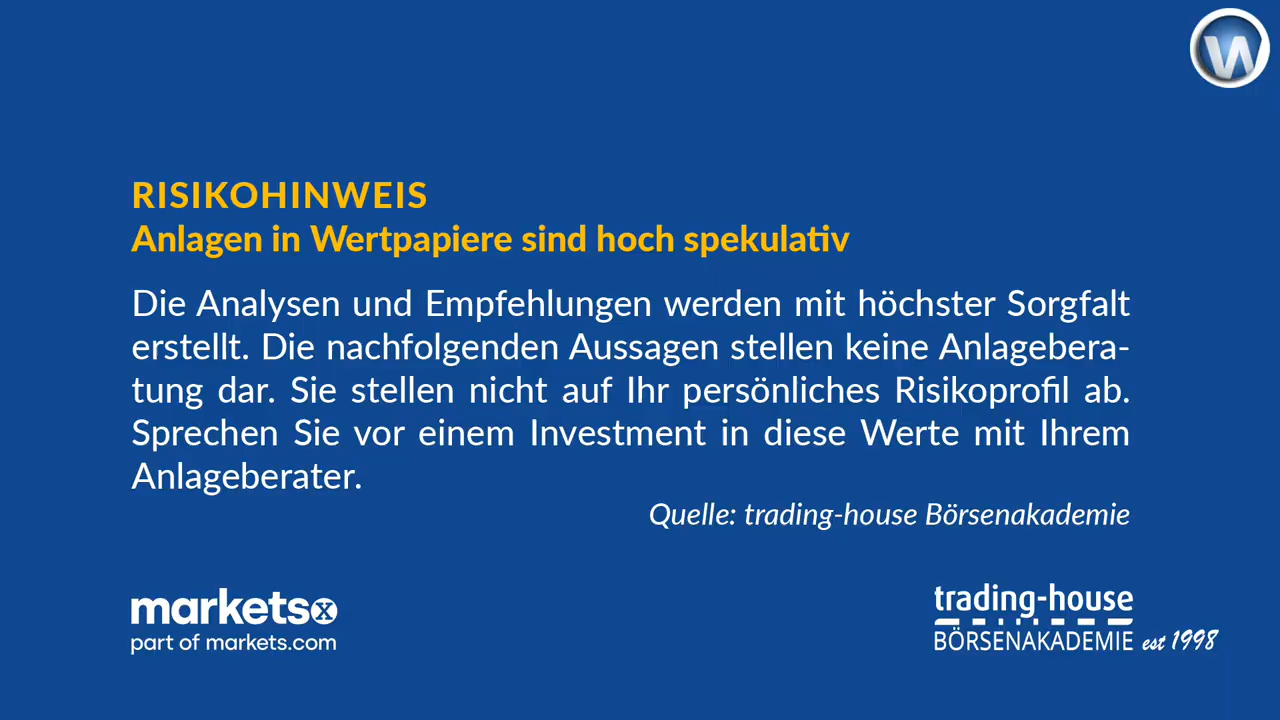 W
RISIKOHINWEIS
Anlagen in Wertpapiere sind hoch spekulativ
Die Analysen und Empfehlungen werden mit höchster Sorgfalt
erstellt. Die nachfolgenden Aussagen stellen keine Anlagebera-
tung dar. Sie stellen nicht auf Ihr persönliches Risikoprofil ab.
Sprechen Sie vor einem Investment in diese Werte mit Ihrem
Anlageberater.
Quelle: trading-house Börsenakademie
marketsx
part of markets.com
trading-house
BÖRSENAKADEMIE est 1998